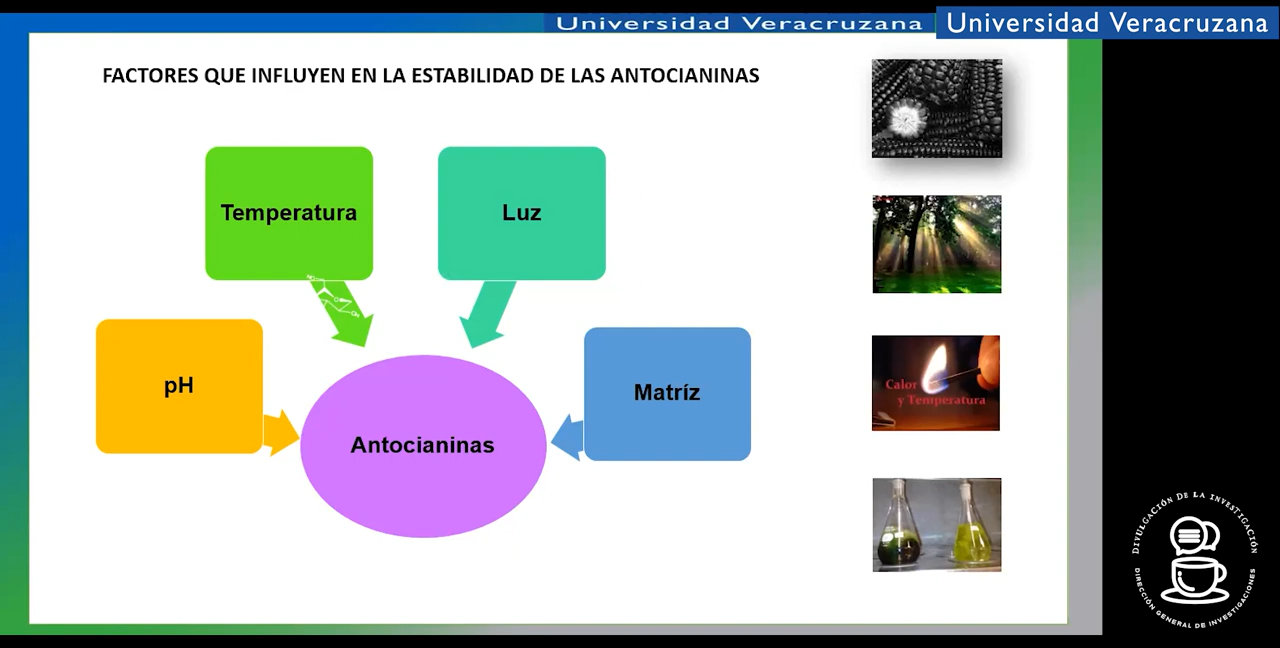 Universidad Veracruzana
Universidad Veracruzana
FACTORES QUE INFLUYEN EN LA ESTABILIDAD DE LAS ANTOCIANINAS
Temperatura
Luz
pH
Matríz
Antocianinas
Calor
y Temperatura
DIVULGACIÓN DE LA INVESTIGACIÓN
DIRECCIÓN GENERAL DE INVESTIGACIONES